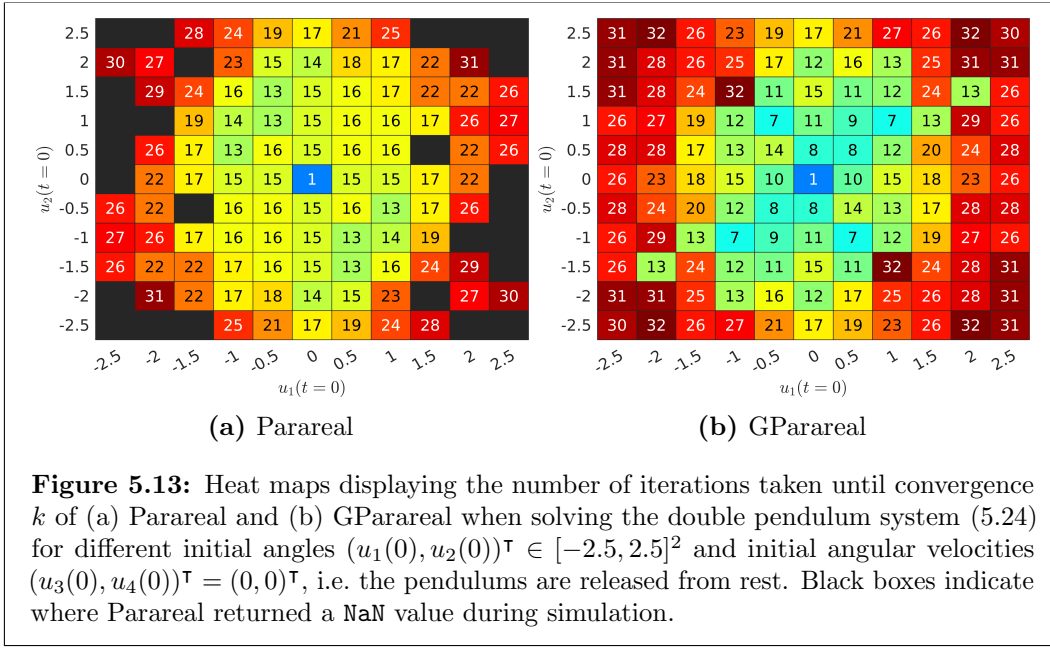 2.5 28 24 19 17 21 25
2 30 27 23 15 14 18 17 22 31
1.5 29 24 16 13 15 16 17 22 22 26
1 19 14 13 15 16 16 17 26 27
0.5 26 17 13 16 15 16 16 22 26
0 22 17 15 15 1 15 15 17 22
-0.5 26 22 16 16 15 16 13 17 26
-1 27 26 17 16 16 15 13 14 19
-1.5 26 22 22 17 16 15 13 16 24 29
-2 31 22 17 18 14 15 23 27 30
-2.5 25 21 17 19 24 28
-2.5 -2 -1.5 -1 -0.5 0 0.5 1 1.5 2 2.5
u₂(t = 0)
u₁(t = 0)
(a) Parareal
2.5 31 32 26 23 19 17 21 27 26 32 30
2 31 28 26 25 17 12 16 13 25 31 31
1.5 31 28 24 32 11 15 11 12 24 13 26
1 26 27 19 12 7 11 9 7 13 29 26
0.5 28 28 17 13 14 8 8 12 20 24 28
0 26 23 18 15 10 1 10 15 18 23 26
-0.5 28 24 20 12 8 8 14 13 17 28 28
-1 26 29 13 7 9 11 7 12 19 27 26
-1.5 26 13 24 12 11 15 11 32 24 28 31
-2 31 31 25 13 16 12 17 25 26 28 31
-2.5 30 32 26 27 21 17 19 23 26 32 31
-2.5 -2 -1.5 -1 -0.5 0 0.5 1 1.5 2 2.5
u₂(t = 0)
u₁(t = 0)
(b) GParareal
Figure 5.13: Heat maps displaying the number of iterations taken until convergence
k of (a) Parareal and (b) GParareal when solving the double pendulum system (5.24)
for different initial angles (u₁(0), u₂(0))ᵀ ∈ [−2.5, 2.5]² and initial angular velocities
(u₃(0), u₄(0))ᵀ = (0, 0)ᵀ, i.e. the pendulums are released from rest. Black boxes indicate
where Parareal returned a NaN value during simulation.